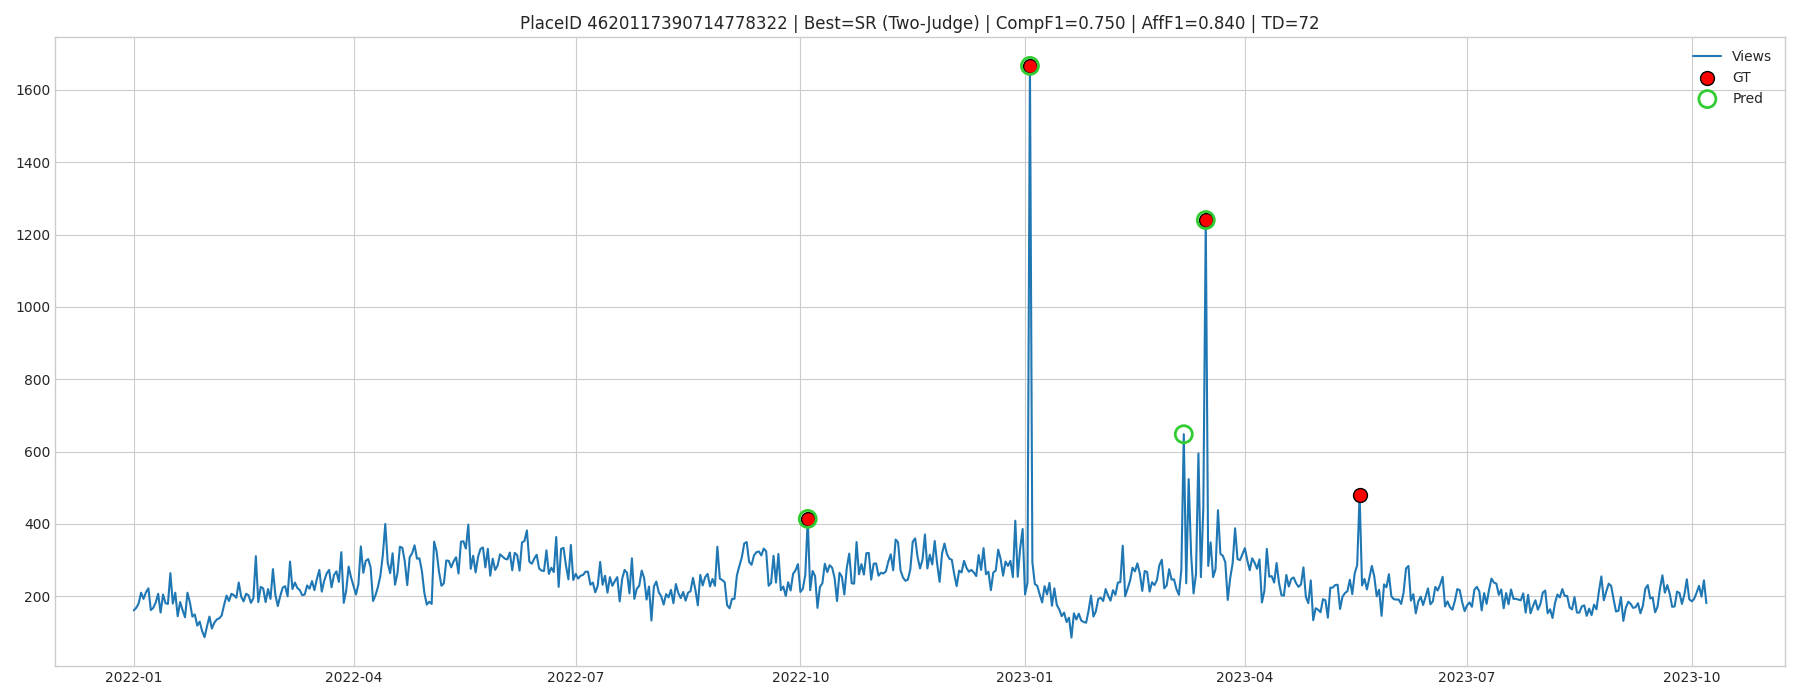 PlaceID 4620117390714778322 | Best=SR (Two-Judge) | CompF1=0.750 | AffF1=0.840 | TD=72
Views
GT
Pred
1600
1400
1200
1000
800
600
400
200
2022-01 2022-04 2022-07 2022-10 2023-01 2023-04 2023-07 2023-10